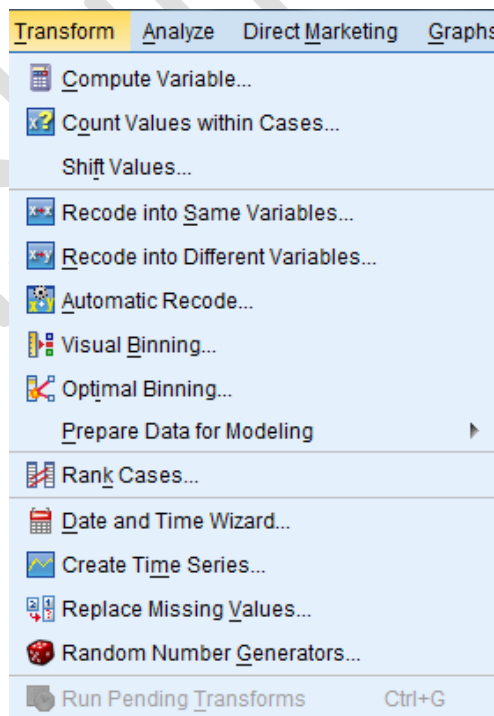 Transform Analyze Direct Marketing Graphs
Compute Variable...
Count Values within Cases...
Shift Values...
Recode into Same Variables...
Recode into Different Variables...
Automatic Recode...
Visual Binning...
Optimal Binning...
Prepare Data for Modeling
Rank Cases...
Date and Time Wizard...
Create Time Series...
Replace Missing Values...
Random Number Generators...
Run Pending Transforms Ctrl+G